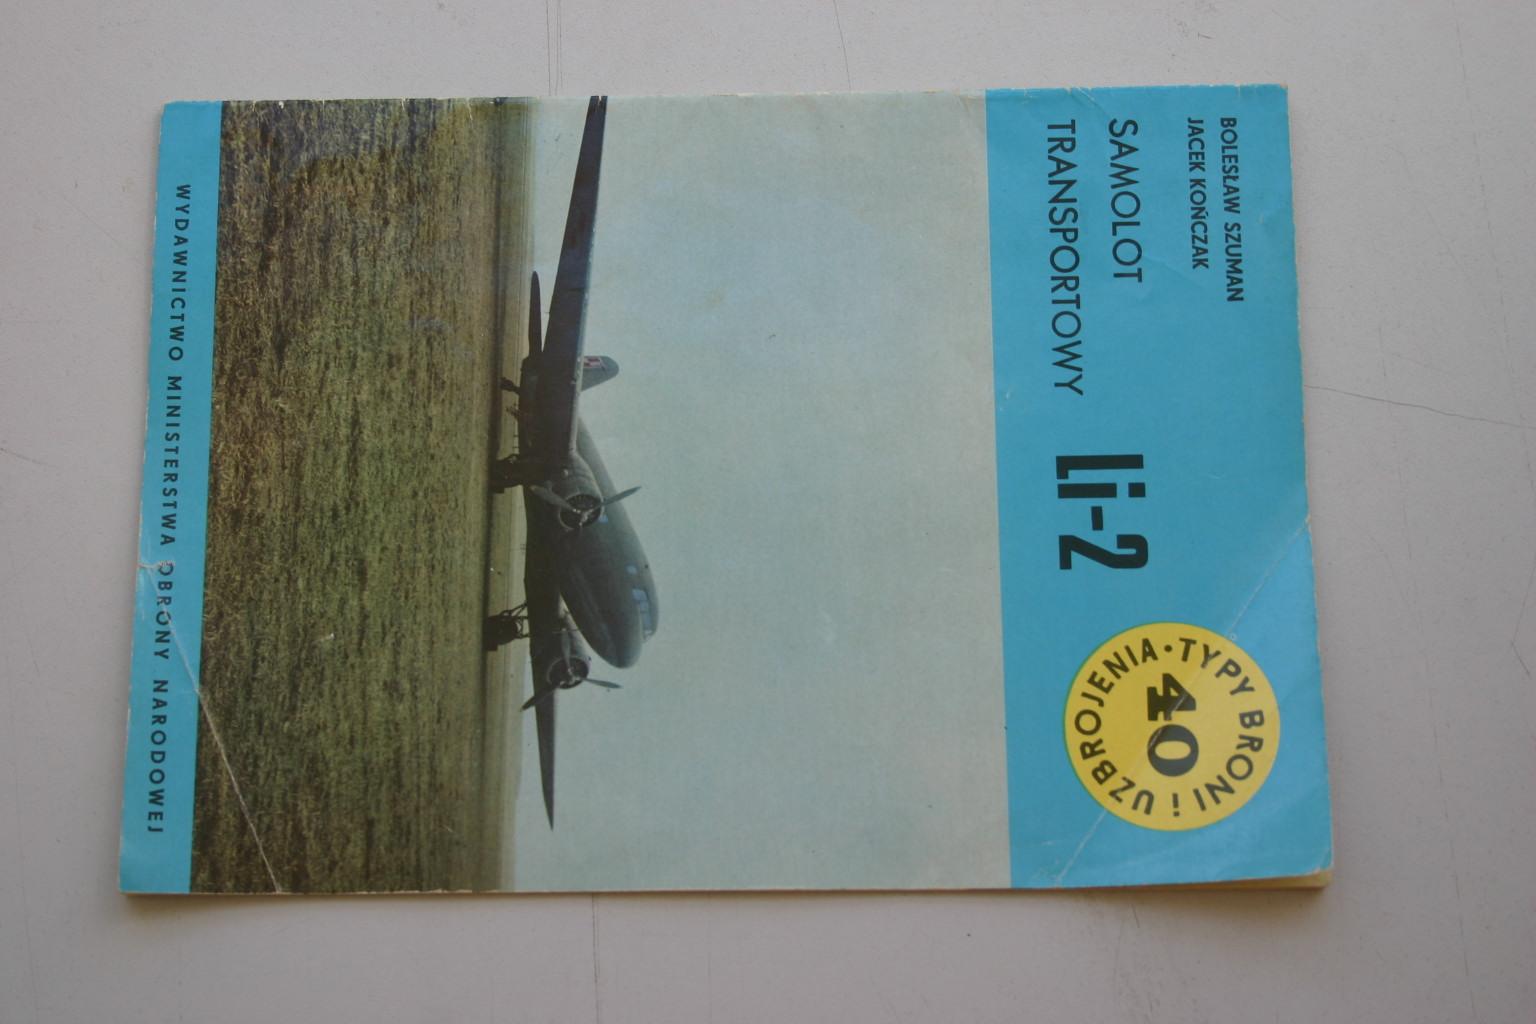 BOLESŁAW SZUMAN
JACEK KOŃCZAK
SAMOLOT
TRANSPORTOWY
Li-2
TYPY BRONI i UZBROJENIA •
40
WYDAWNICTWO MINISTERSTWA OBRONY NARODOWEJ